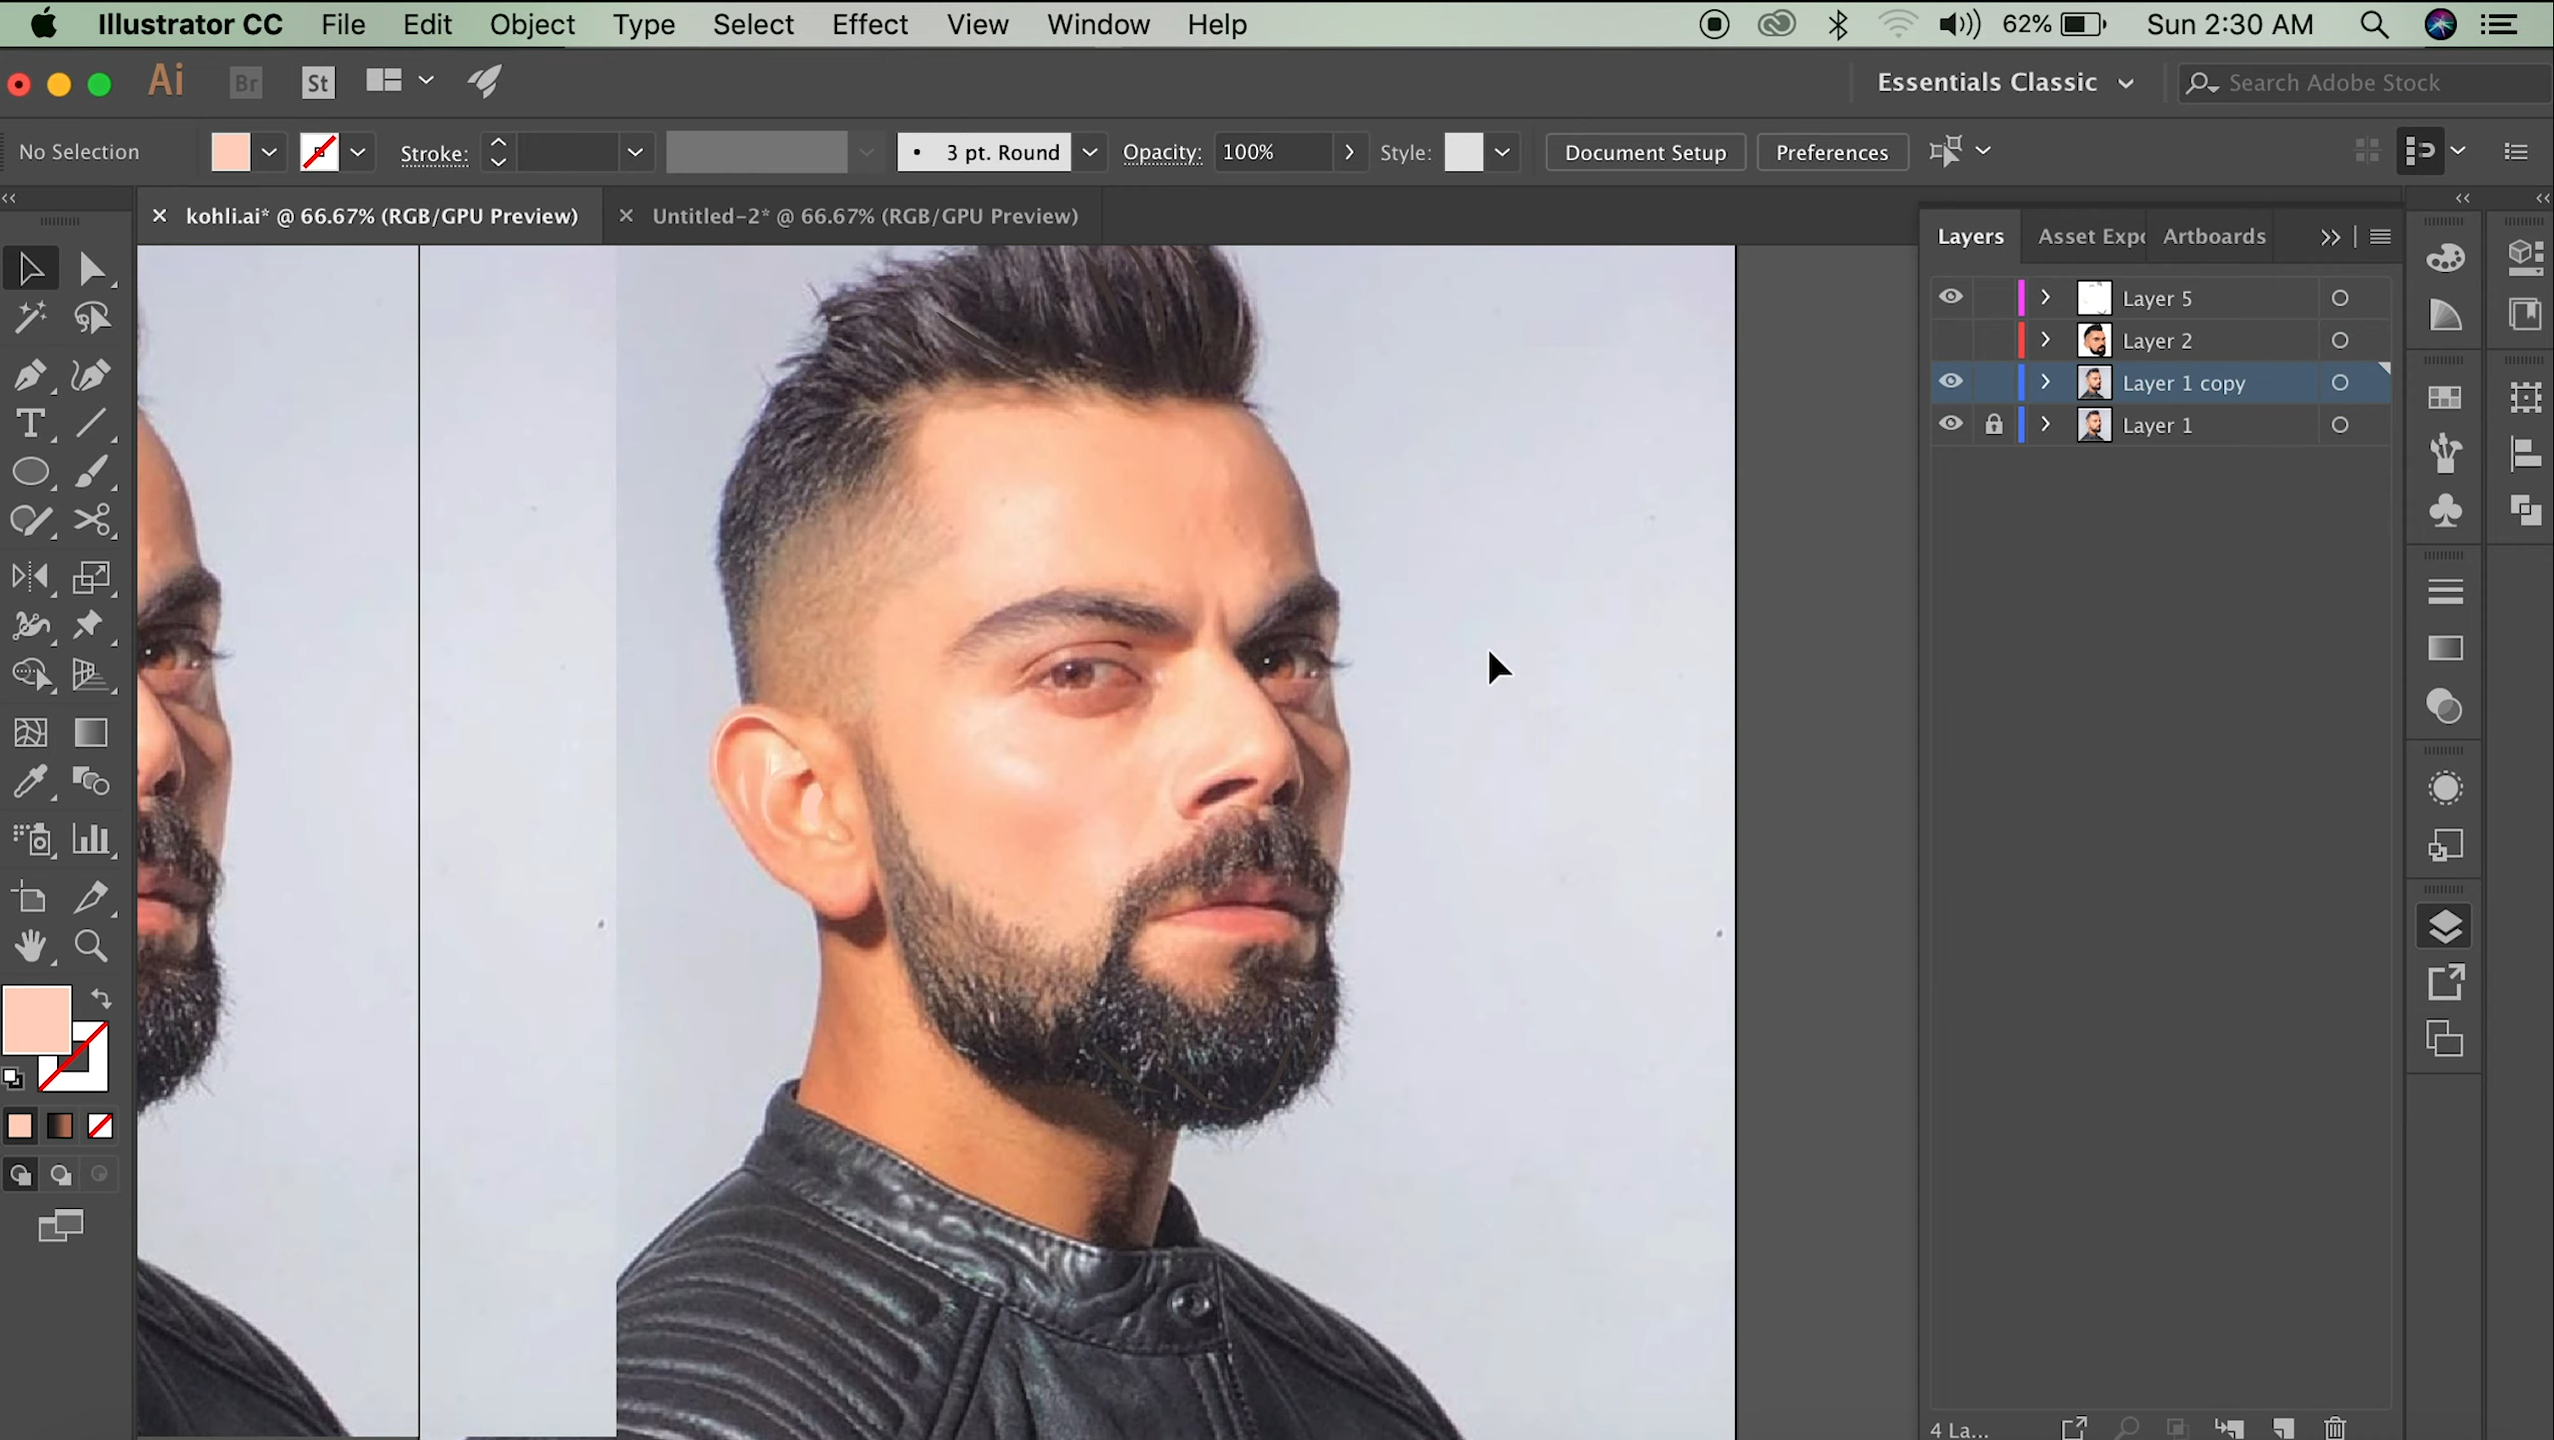 Illustrator CC File Edit Object Type Select Effect View Window Help 62% Sun 2:30 AM
Ai Br St Essentials Classic Search Adobe Stock
No Selection Stroke: 3 pt. Round Opacity: 100% Style: Document Setup Preferences
kohli.ai* @ 66.67% (RGB/GPU Preview) Untitled-2* @ 66.67% (RGB/GPU Preview)
Layers Asset Expo Artboards
Layer 5
Layer 2
Layer 1 copy
Layer 1
4 La...